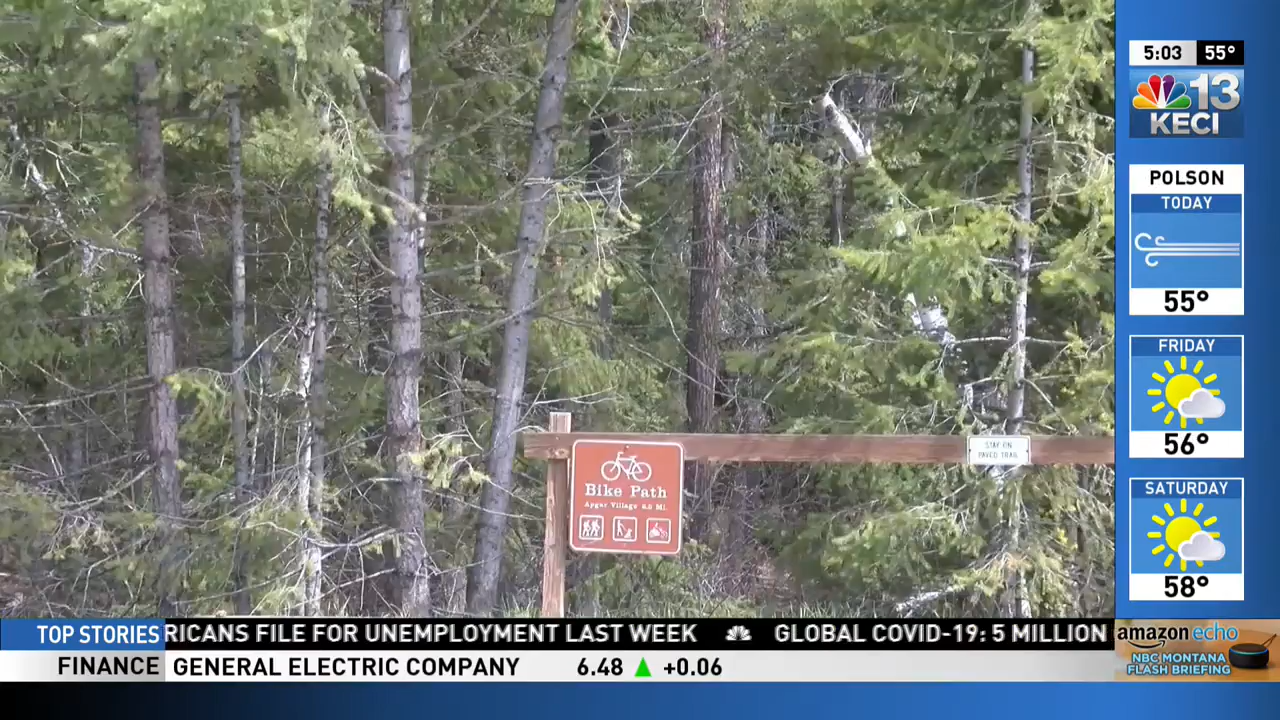 5:03 55°
13
KECI
POLSON
TODAY
55°
FRIDAY
56°
SATURDAY
58°
STAY ON
PAVED TRAIL
Bike Path
Apgar Village
TOP STORIES RICANS FILE FOR UNEMPLOYMENT LAST WEEK GLOBAL COVID-19: 5 MILLION
FINANCE GENERAL ELECTRIC COMPANY 6.48 +0.06
amazon echo
NBC MONTANA
FLASH BRIEFING